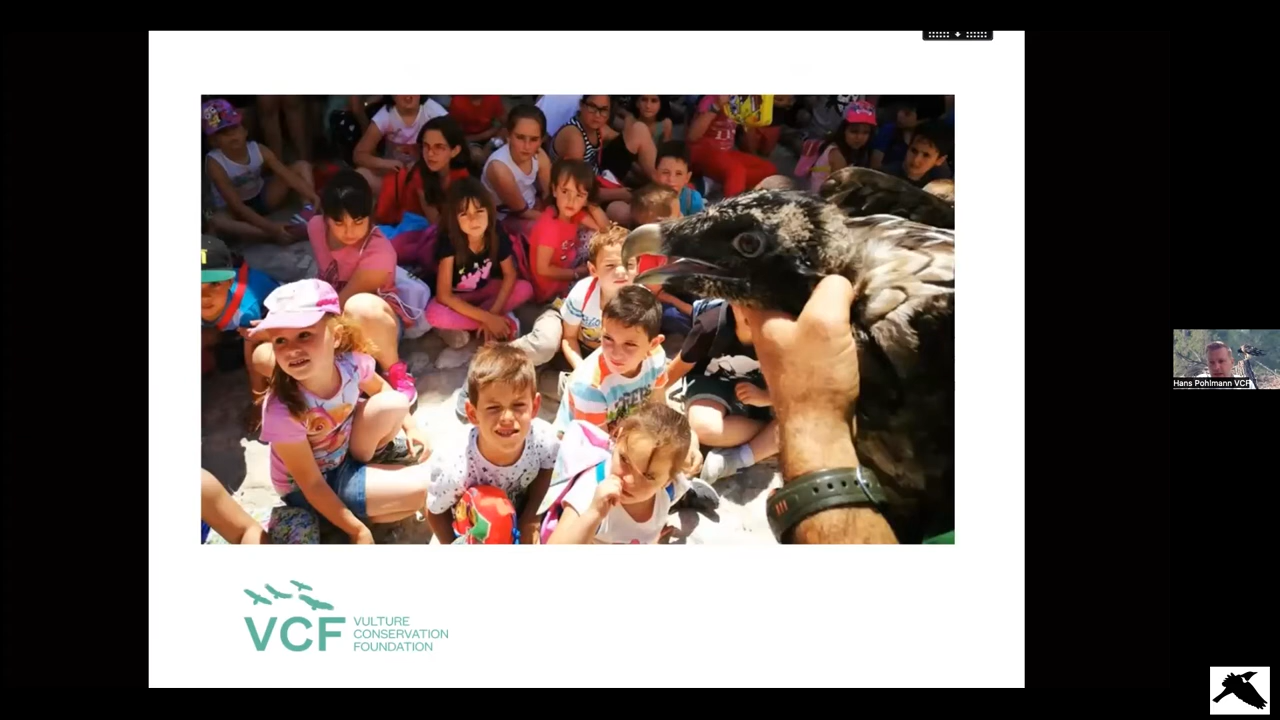 VCF
VULTURE
CONSERVATION
FOUNDATION
Hans Pohlmann VCF